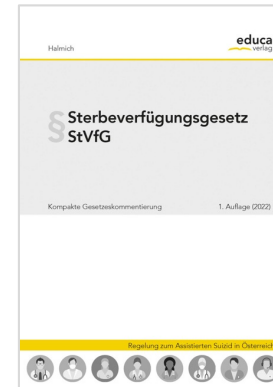 Halmich
educa
verlag
§ Sterbeverfügungsgesetz
StVfG
Kompakte Gesetzeskommentierung 1. Auflage (2022)
Regelung zum Assistierten Suizid in Österreich